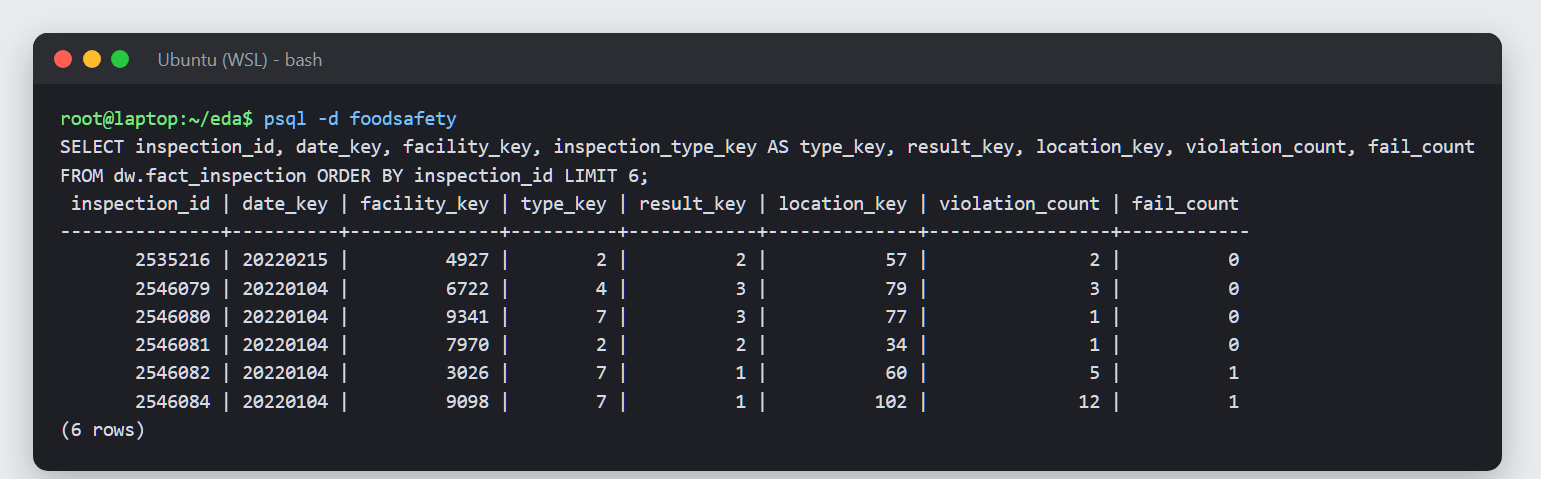 Ubuntu (WSL) - bash
root@laptop:~/eda$ psql -d foodsafety
SELECT inspection_id, date_key, facility_key, inspection_type_key AS type_key, result_key, location_key, violation_count, fail_count
FROM dw.fact_inspection ORDER BY inspection_id LIMIT 6;
 inspection_id | date_key | facility_key | type_key | result_key | location_key | violation_count | fail_count
---------------+----------+--------------+----------+------------+--------------+-----------------+------------
       2535216 | 20220215 |         4927 |        2 |          2 |           57 |               2 |          0
       2546079 | 20220104 |         6722 |        4 |          3 |           79 |               3 |          0
       2546080 | 20220104 |         9341 |        7 |          3 |           77 |               1 |          0
       2546081 | 20220104 |         7970 |        2 |          2 |           34 |               1 |          0
       2546082 | 20220104 |         3026 |        7 |          1 |           60 |               5 |          1
       2546084 | 20220104 |         9098 |        7 |          1 |          102 |              12 |          1
(6 rows)